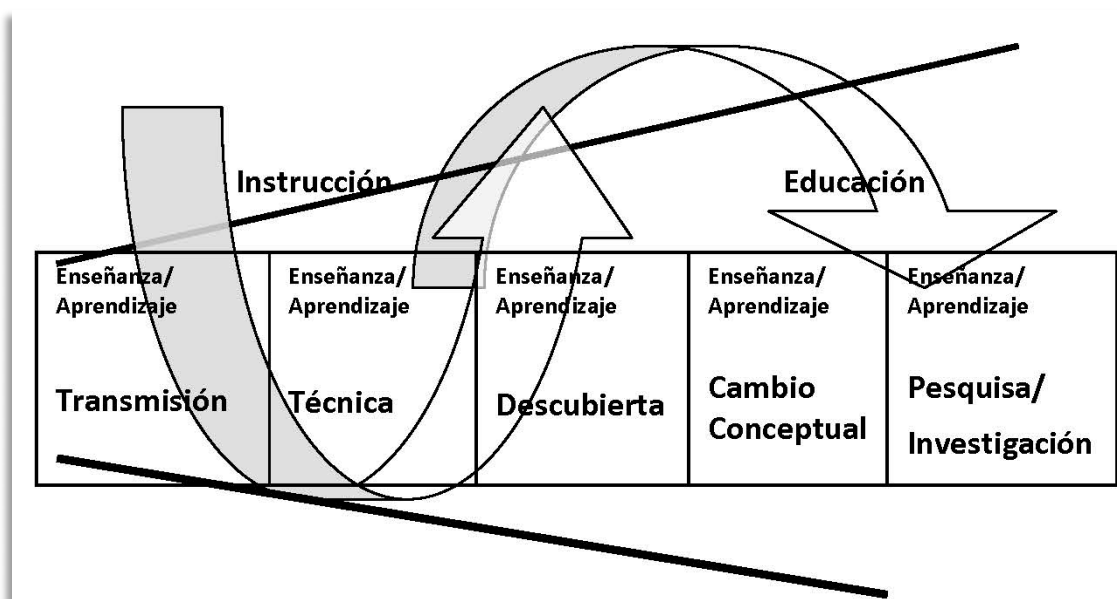 Instrucción
Educación
Enseñanza/
Aprendizaje
Transmisión
Enseñanza/
Aprendizaje
Técnica
Enseñanza/
Aprendizaje
Descubierta
Enseñanza/
Aprendizaje
Cambio
Conceptual
Enseñanza/
Aprendizaje
Pesquisa/
Investigación